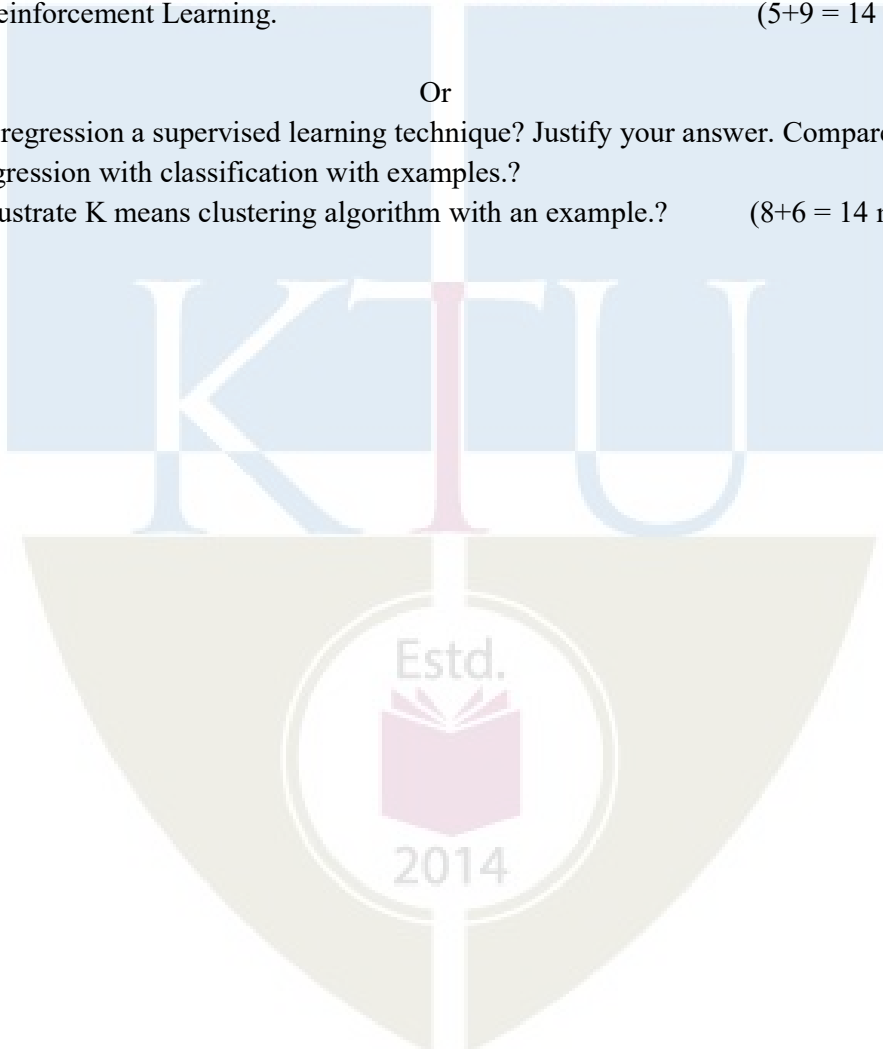 einforcement Learning. (5+9 = 14
Or
regression a supervised learning technique? Justify your answer. Compare
gression with classification with examples.?
ustrate K means clustering algorithm with an example.? (8+6 = 14
KTU
Estd.
2014